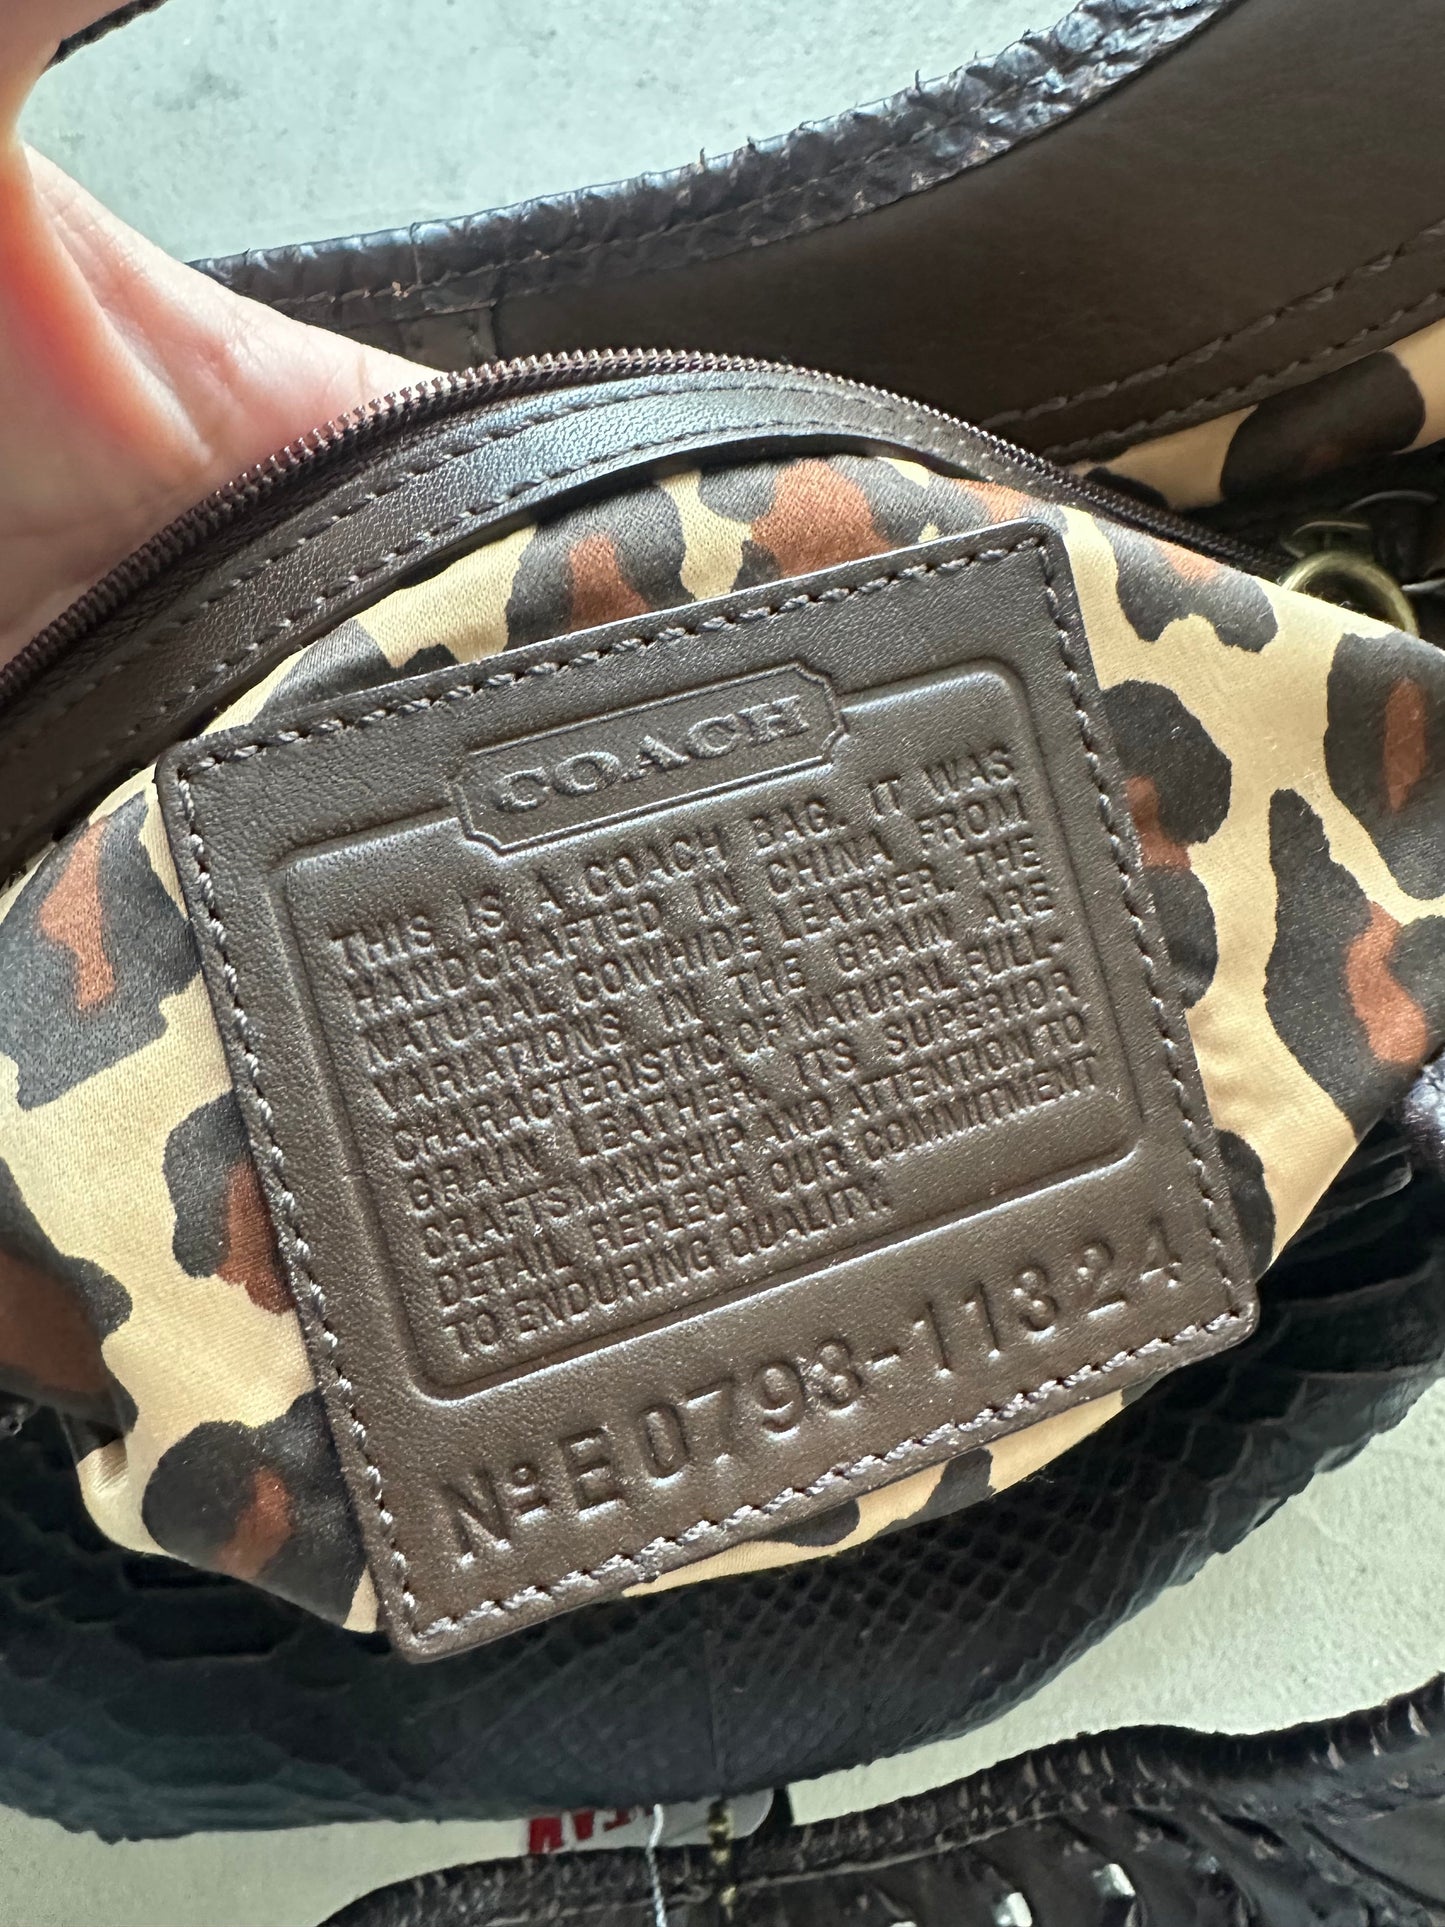 COACH
THIS IS A COACH BAG. IT WAS
HANDCRAFTED IN CHINA FROM
NATURAL COWHIDE LEATHER. THE
VARIATIONS IN THE GRAIN ARE
CHARACTERISTIC OF NATURAL FULL-
GRAIN LEATHER. ITS SUPERIOR
CRAFTSMANSHIP AND ATTENTION TO
DETAIL REFLECT OUR COMMITMENT
TO ENDURING QUALITY.
Nº E0793-11324